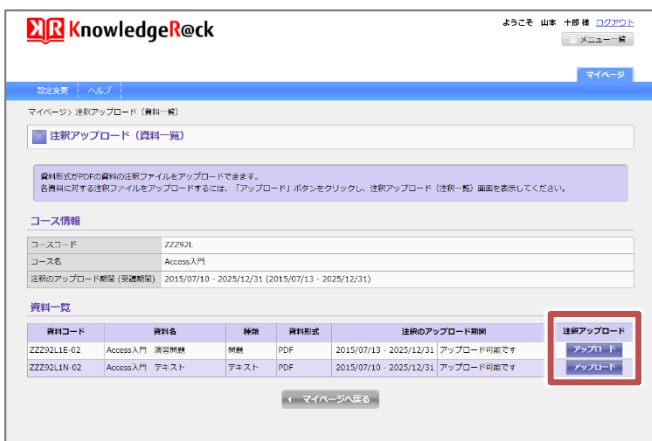 KR KnowledgeR@ck
ようこそ 山本 十郎 様 ログアウト
メニュー一覧
マイページ
設定変更 ヘルプ
マイページ> 注釈アップロード（資料一覧）
注釈アップロード（資料一覧）
資料形式がPDFの資料の注釈ファイルをアップロードできます。
各資料に対する注釈ファイルをアップロードするには、「アップロード」ボタンをクリックし、注釈アップロード（注釈一覧）画面を表示してください。
コース情報
コースコード ZZZ92L
コース名 Access入門
注釈のアップロード期間 (受講期間) 2015/07/10 - 2025/12/31 (2015/07/13 - 2025/12/31)
資料一覧
資料コード 資料名 種類 資料形式 注釈のアップロード期間 注釈アップロード
ZZZ92L1E-02 Access入門 演習問題 問題 PDF 2015/07/13 - 2025/12/31 アップロード可能です アップロード
ZZZ92L1N-02 Access入門 テキスト テキスト PDF 2015/07/10 - 2025/12/31 アップロード可能です アップロード
マイページへ戻る